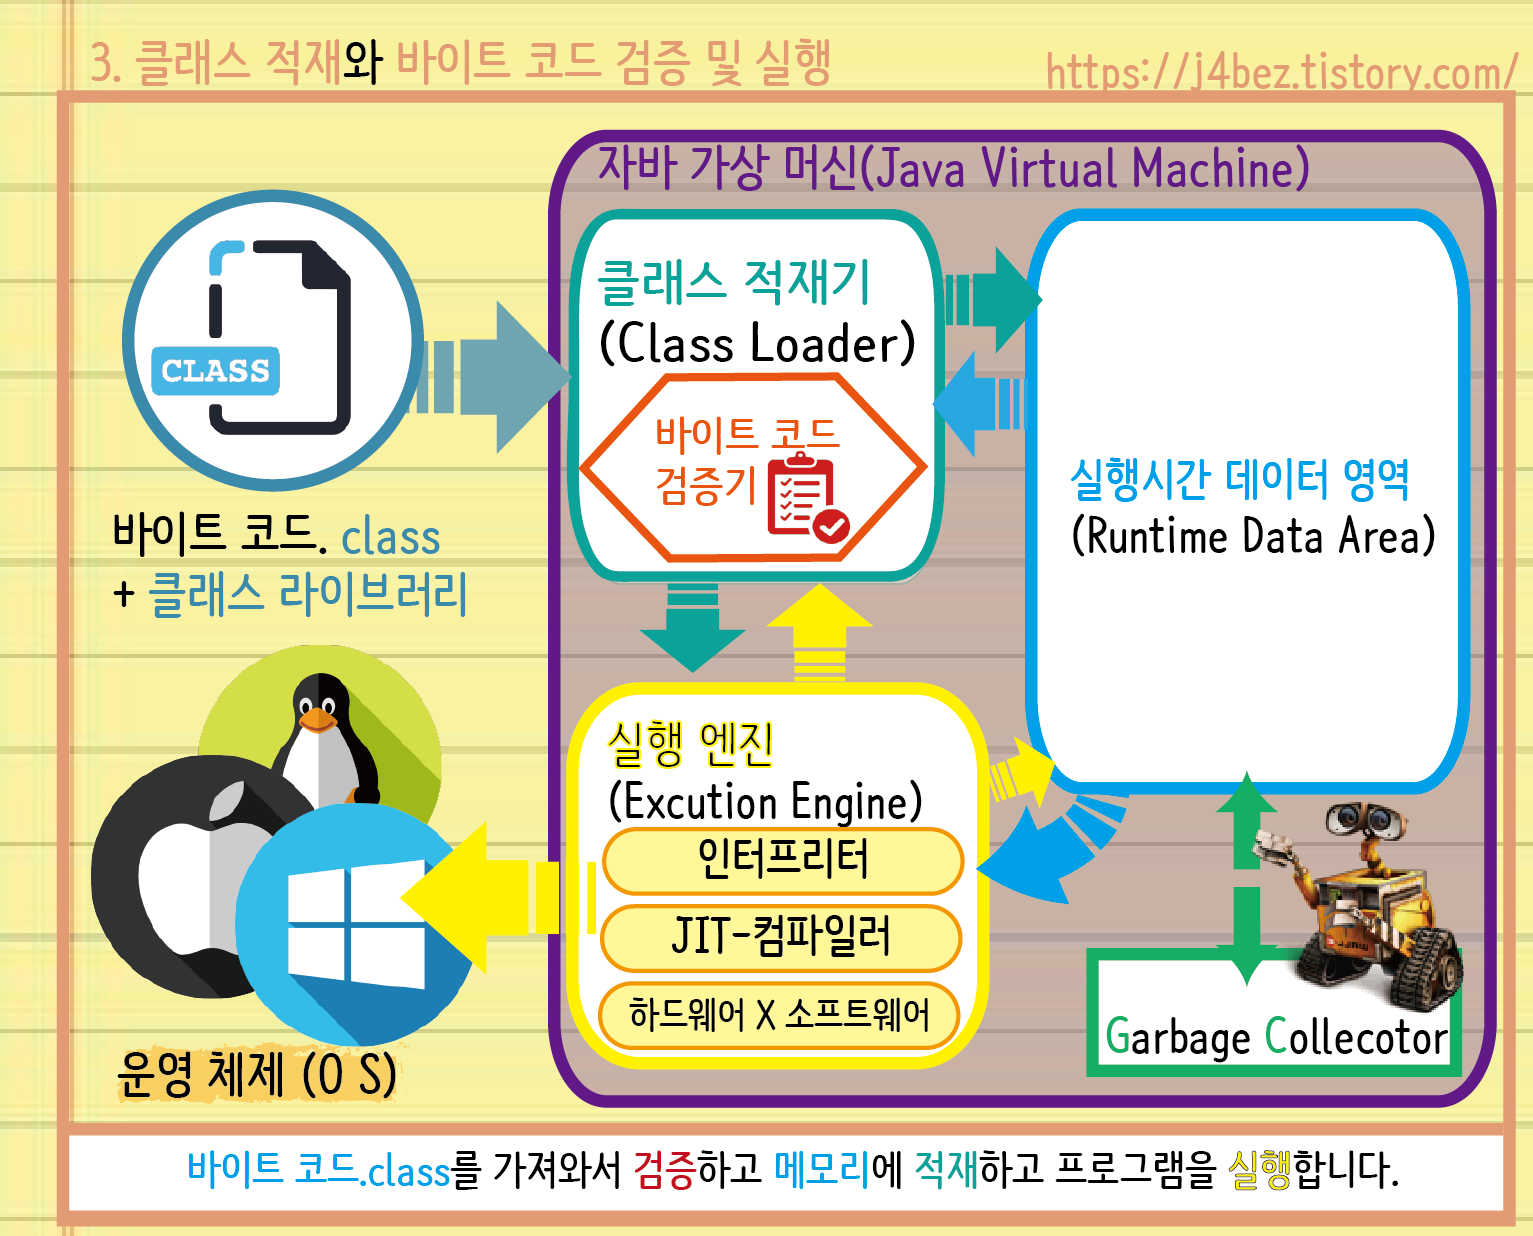 3. 클래스 적재와 바이트 코드 검증 및 실행
https://j4bez.tistory.com/
자바 가상 머신(Java Virtual Machine)
CLASS
바이트 코드. class
+ 클래스 라이브러리
클래스 적재기
(Class Loader)
바이트 코드
검증기
실행시간 데이터 영역
(Runtime Data Area)
실행 엔진
(Excution Engine)
인터프리터
JIT-컴파일러
하드웨어 X 소프트웨어
Garbage Collecotor
운영 체제 (O S)
바이트 코드.class를 가져와서 검증하고 메모리에 적재하고 프로그램을 실행합니다.